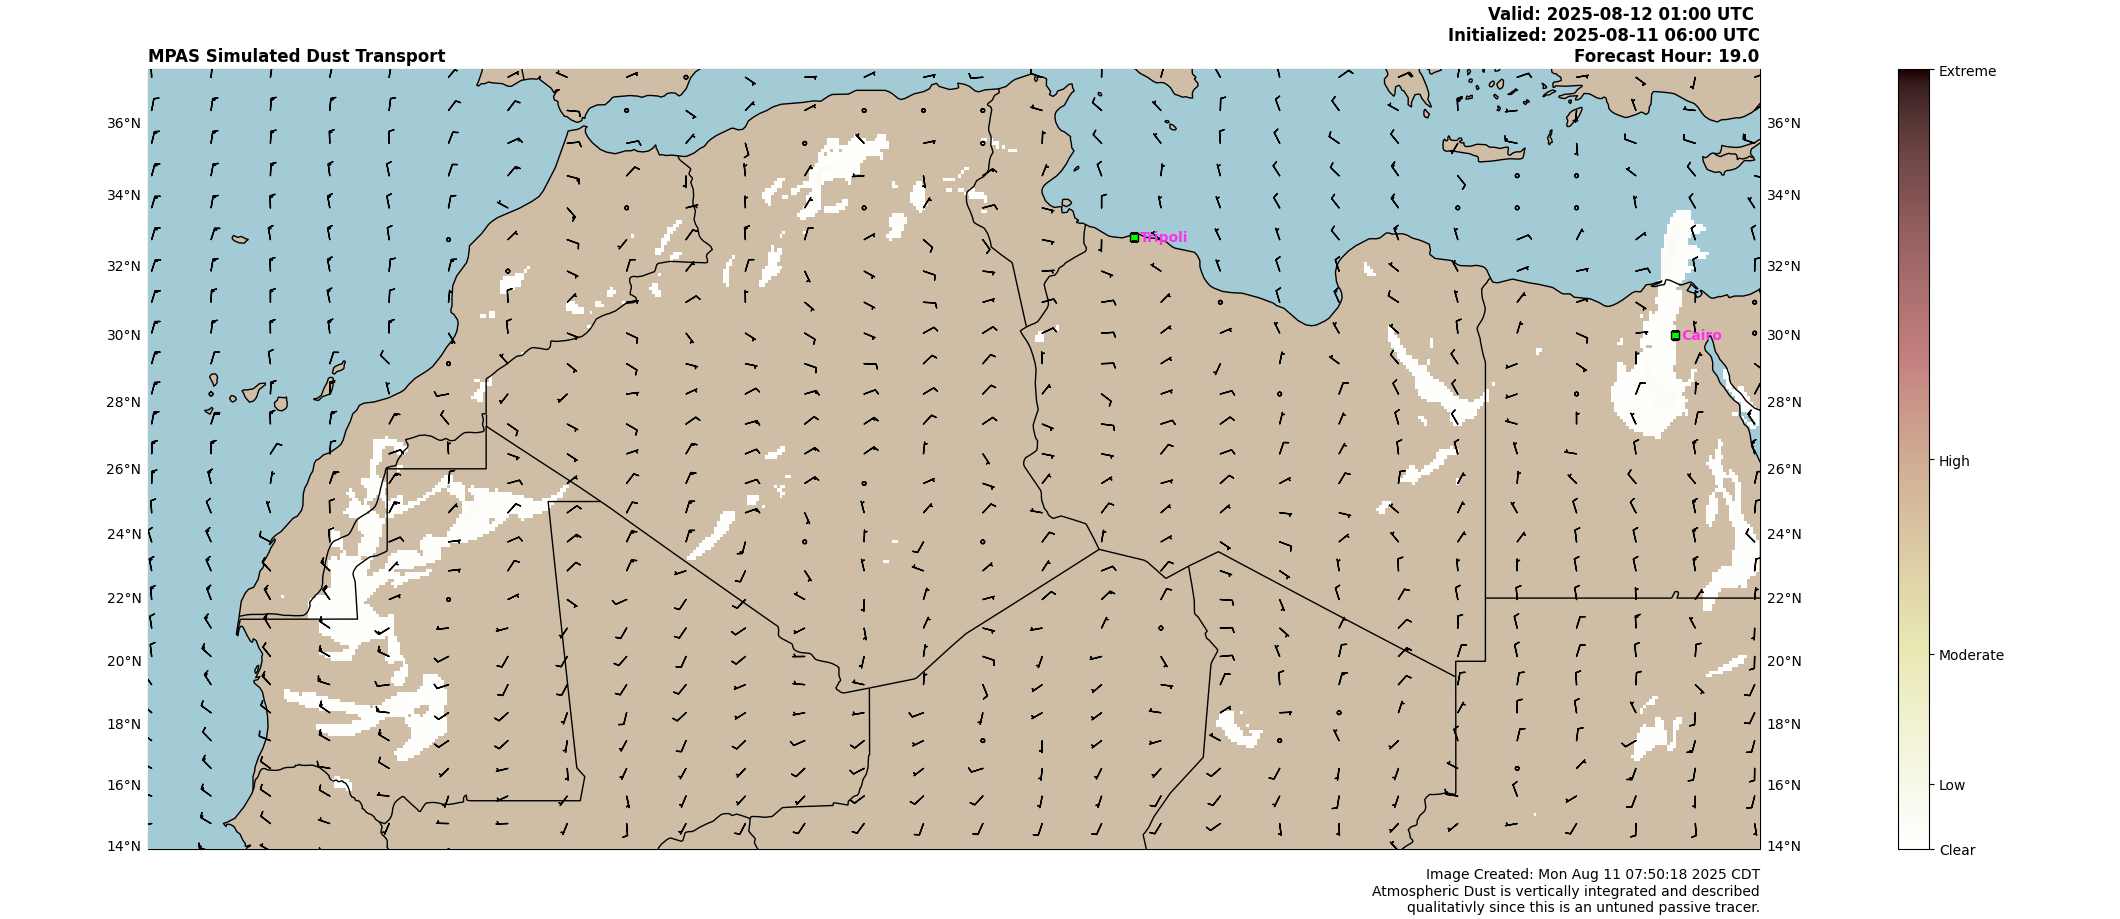 Valid: 2025-08-12 01:00 UTC
Initialized: 2025-08-11 06:00 UTC
MPAS Simulated Dust Transport
Forecast Hour: 19.0
Extreme
36°N
36°N
34°N
34°N
Tripoli
32°N
32°N
30°N
Cairo
30°N
28°N
28°N
High
26°N
26°N
24°N
24°N
22°N
22°N
Moderate
20°N
20°N
18°N
18°N
16°N
16°N
Low
14°N
14°N
Clear
Image Created: Mon Aug 11 07:50:18 2025 CDT
Atmospheric Dust is vertically integrated and described
qualitativly since this is an untuned passive tracer.